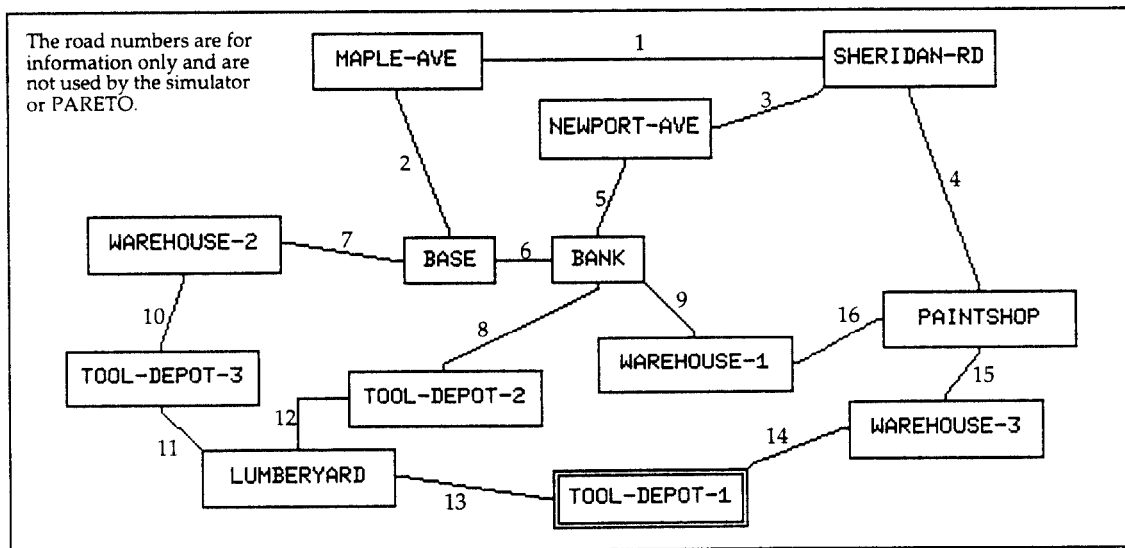 The road numbers are for
information only and are
not used by the simulator
or PARETO.
MAPLE-AVE
1
SHERIDAN-RD
NEWPORT-AVE
3
2
5
4
WAREHOUSE-2
7
BASE
6
BANK
10
8
9
16
PAINTSHOP
TOOL-DEPOT-3
TOOL-DEPOT-2
WAREHOUSE-1
15
12
11
LUMBERYARD
13
TOOL-DEPOT-1
14
WAREHOUSE-3